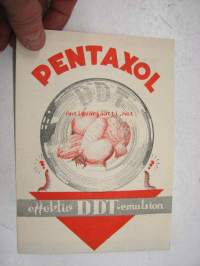 PENTAXOL
DDT
effektiv DDT-emulsion